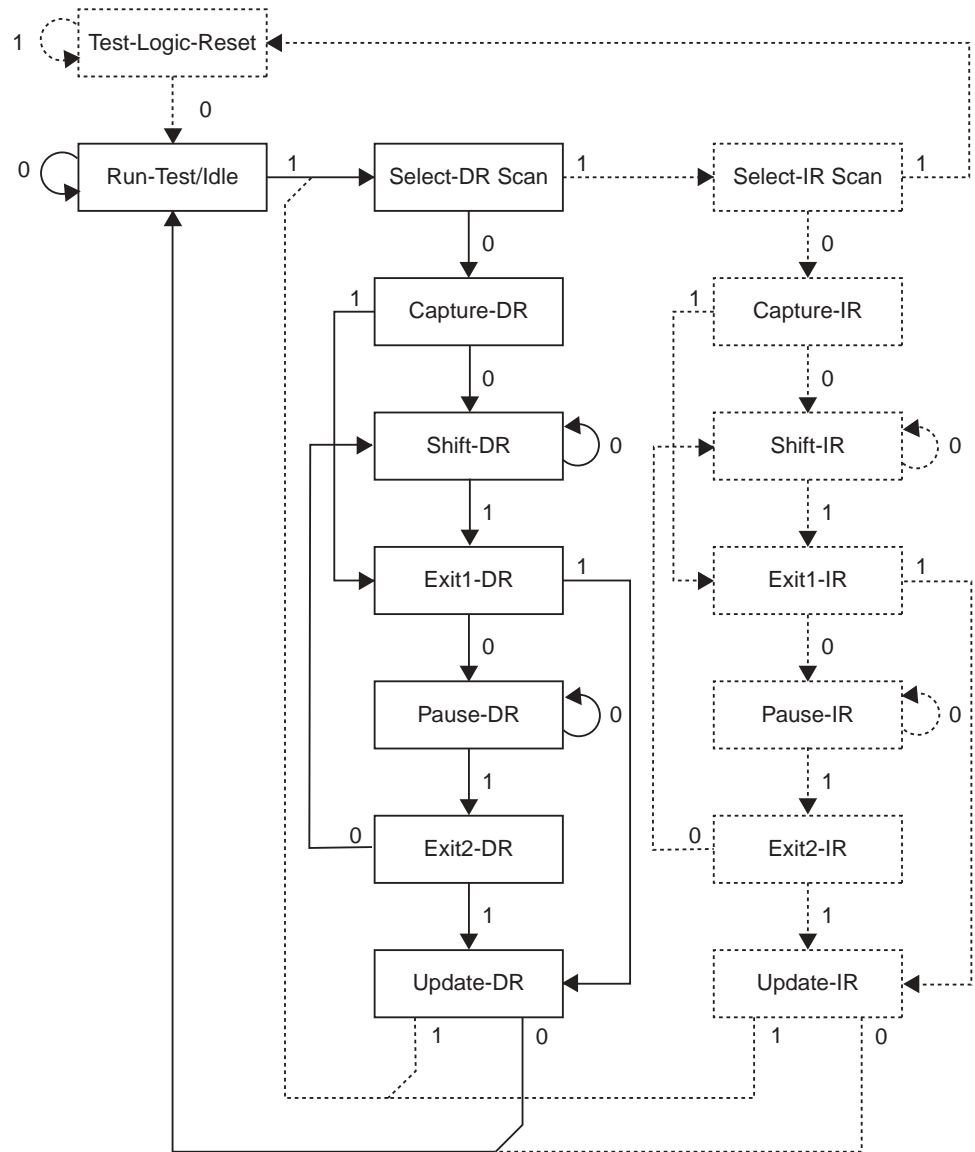 1
Test-Logic-Reset
0
0
Run-Test/Idle
1
Select-DR Scan
1
Select-IR Scan
1
0
0
1
Capture-DR
1
Capture-IR
0
0
Shift-DR
0
Shift-IR
0
1
1
Exit1-DR
1
Exit1-IR
1
0
0
Pause-DR
0
Pause-IR
0
1
1
0
Exit2-DR
0
Exit2-IR
1
1
Update-DR
Update-IR
1
0
1
0